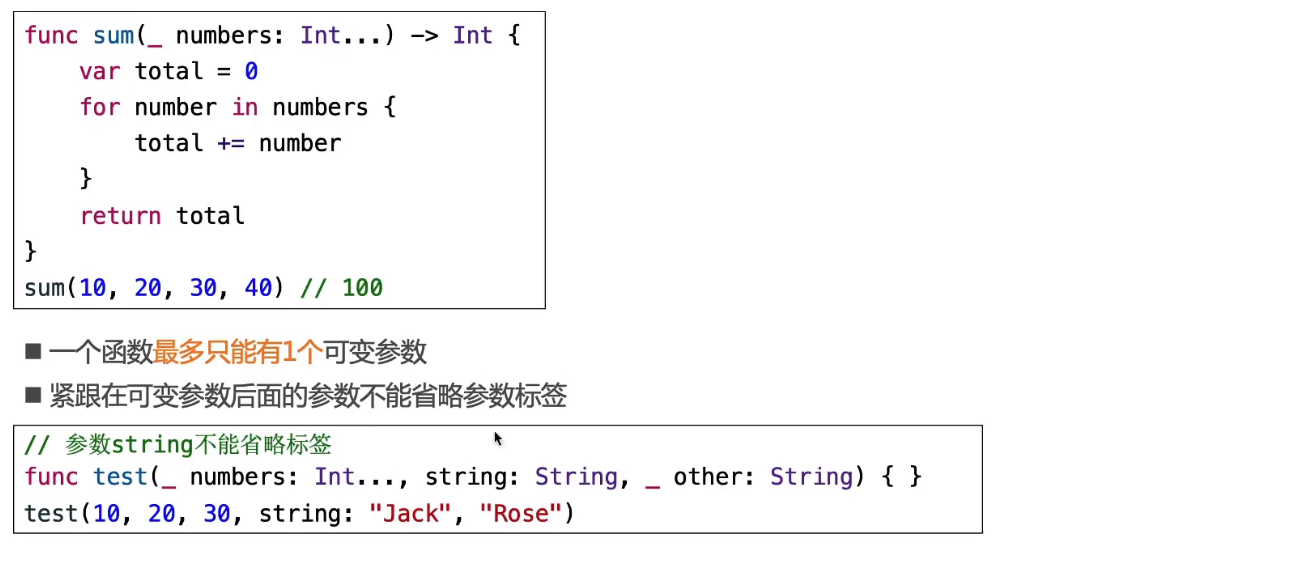 func sum(_ numbers: Int...) -> Int {
    var total = 0
    for number in numbers {
        total += number
    }
    return total
}
sum(10, 20, 30, 40) // 100
■ 一个函数最多只能有1个可变参数
■ 紧跟在可变参数后面的参数不能省略参数标签
// 参数string不能省略标签
func test(_ numbers: Int..., string: String, _ other: String) { }
test(10, 20, 30, string: "Jack", "Rose")